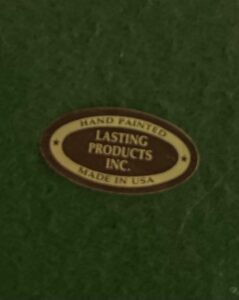 HAND PAINTED
LASTING
PRODUCTS
INC.
MADE IN USA